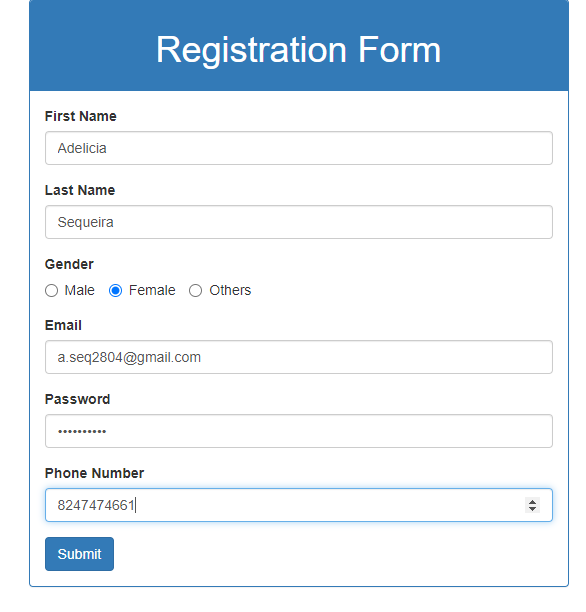 Registration Form
First Name
Adelicia
Last Name
Sequeira
Gender
Male Female Others
Email
a.seq2804@gmail.com
Password
••••••••••
Phone Number
8247474661
Submit